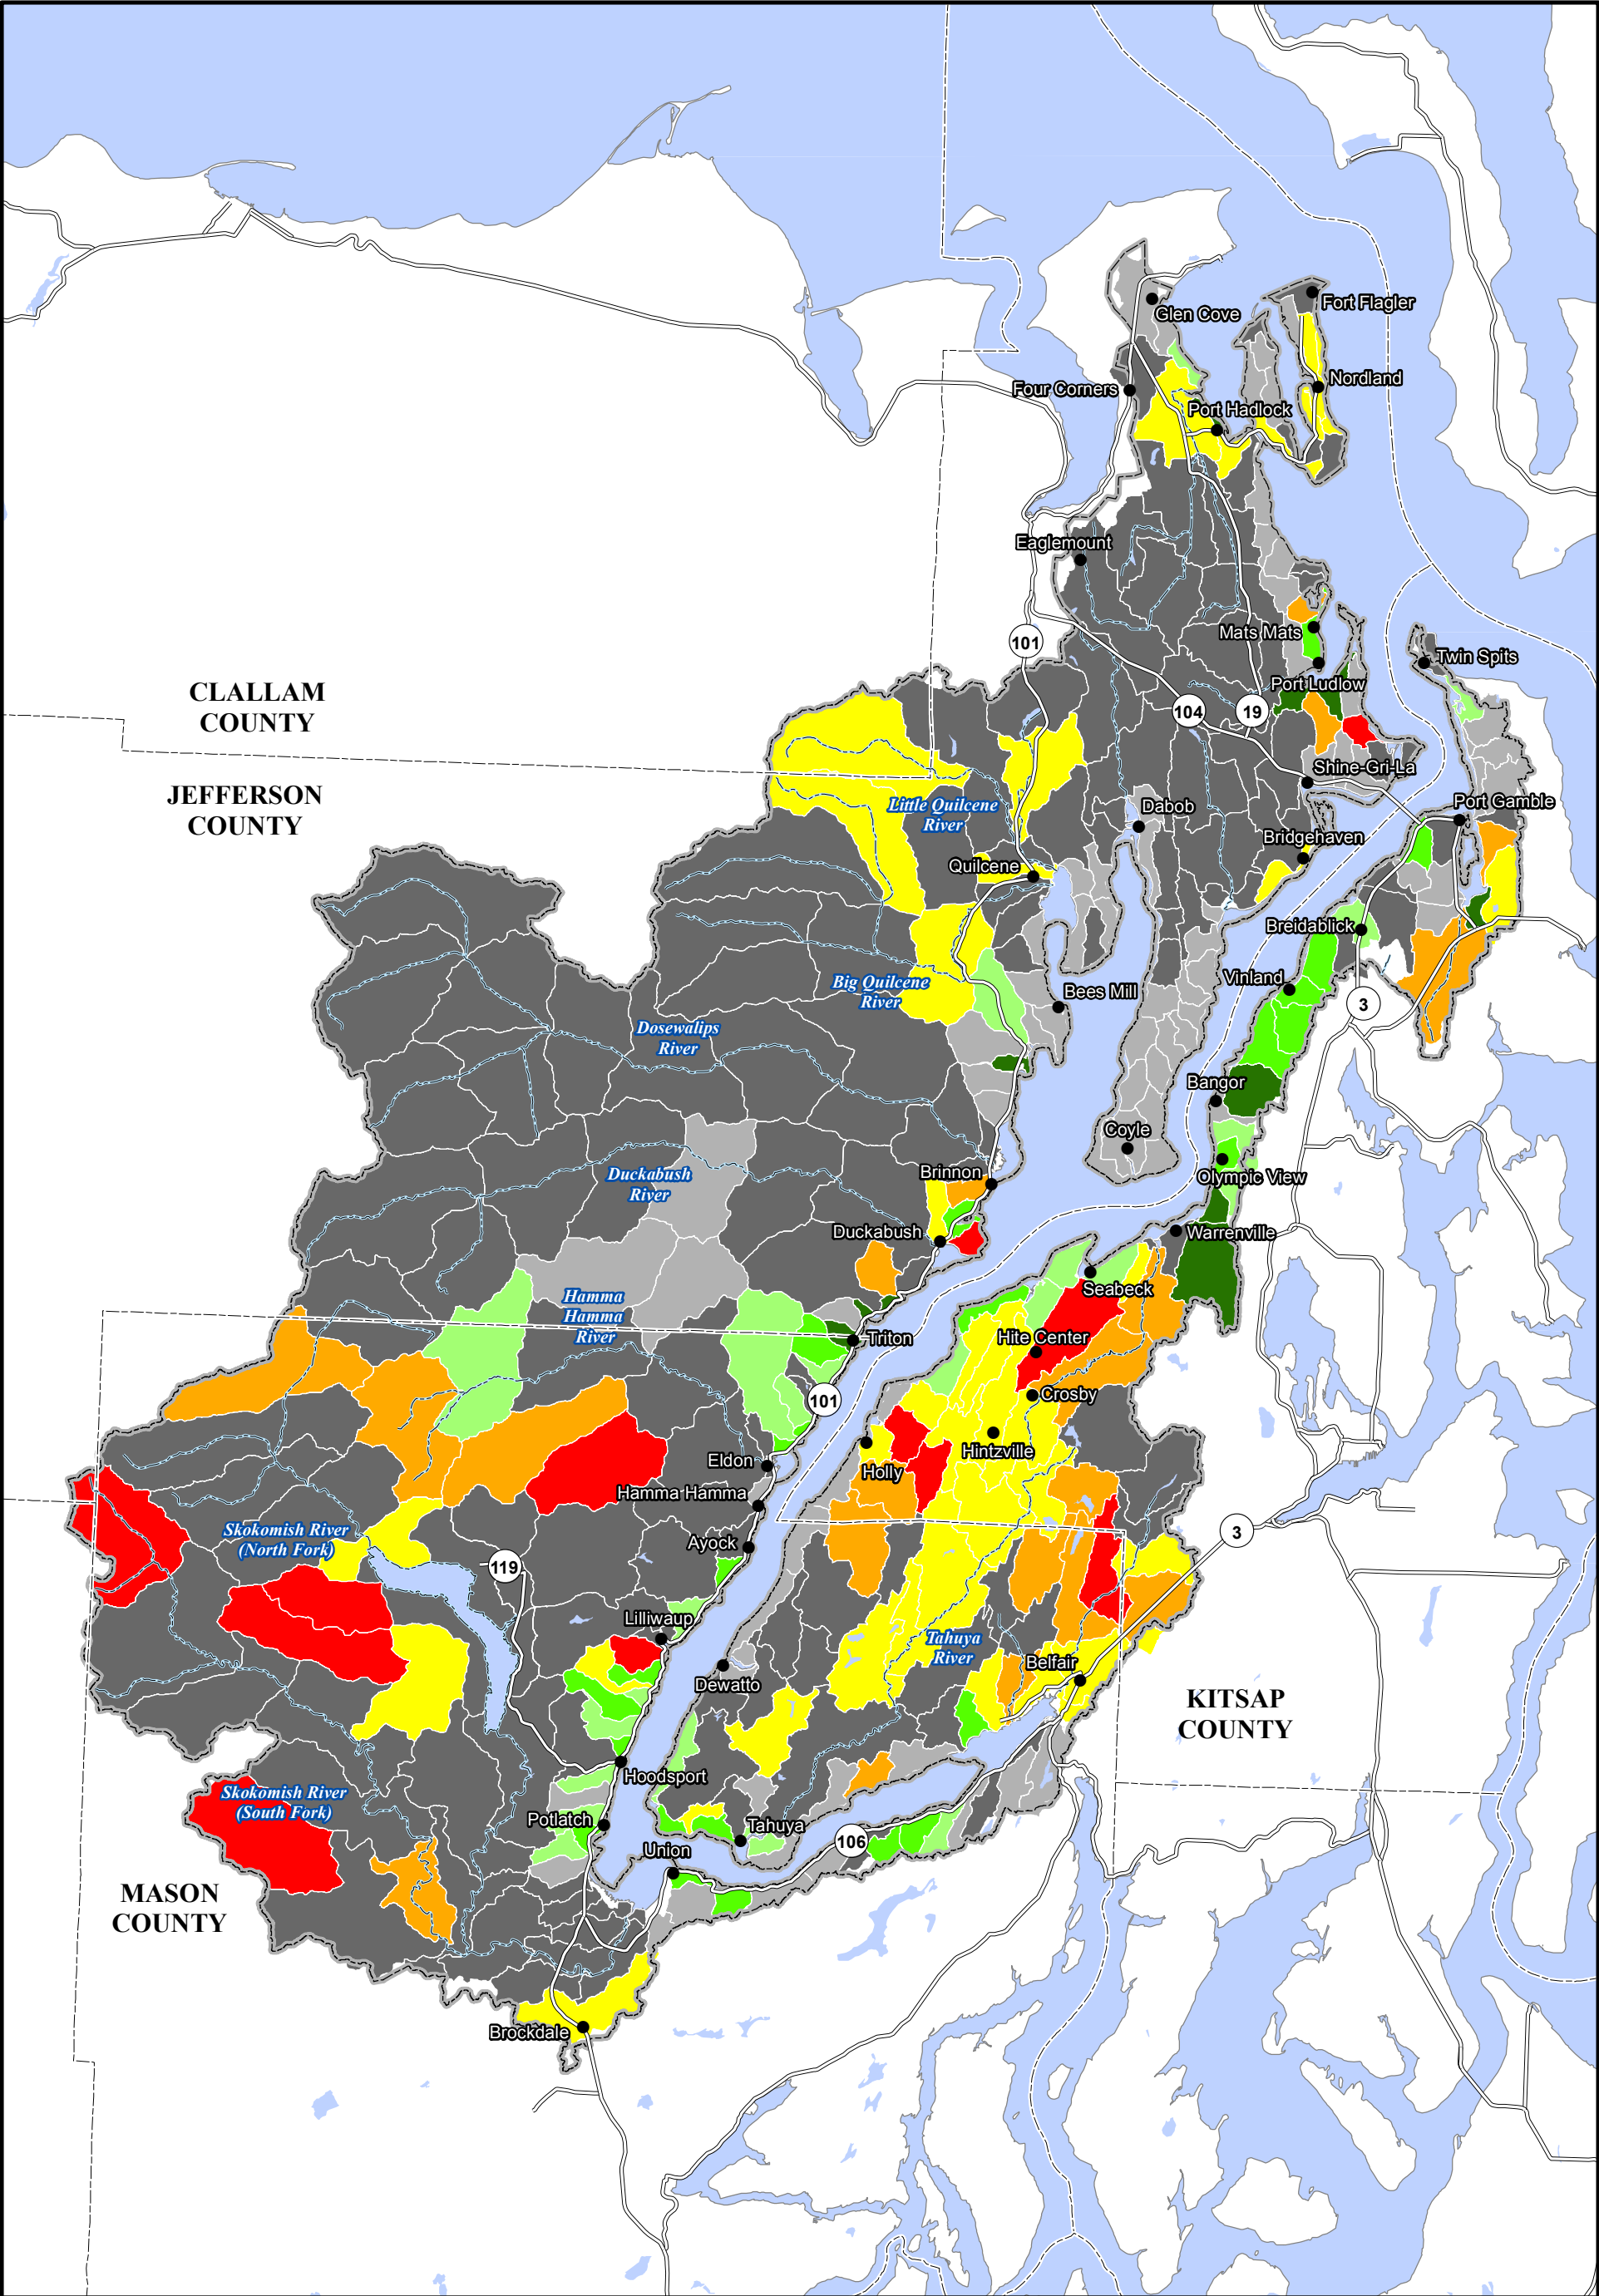 Glen Cove
Fort Flagler
Four Corners
Nordland
Port Hadlock
Eaglemount
101
Mats Mats
Twin Spits
Port Ludlow
CLALLAM
COUNTY
104
19
Shine-Gri-La
JEFFERSON
COUNTY
Little Quilcene
River
Dabob
Port Gamble
Bridgehaven
Quilcene
Breidablick
Big Quilcene
River
Bees Mill
Vinland
3
Dosewalips
River
Bangor
Coyle
Duckabush
River
Brinnon
Olympic View
Duckabush
Warrenville
Seabeck
Hamma
Hamma
River
Triton
Hite Center
101
Crosby
Hintzville
Eldon
Holly
Hamma Hamma
Skokomish River
(North Fork)
3
Ayock
119
Lilliwaup
Tahuya
River
Belfair
Dewatto
KITSAP
COUNTY
Hoodsport
Skokomish River
(South Fork)
Potlatch
Tahuya
106
Union
MASON
COUNTY
Brockdale